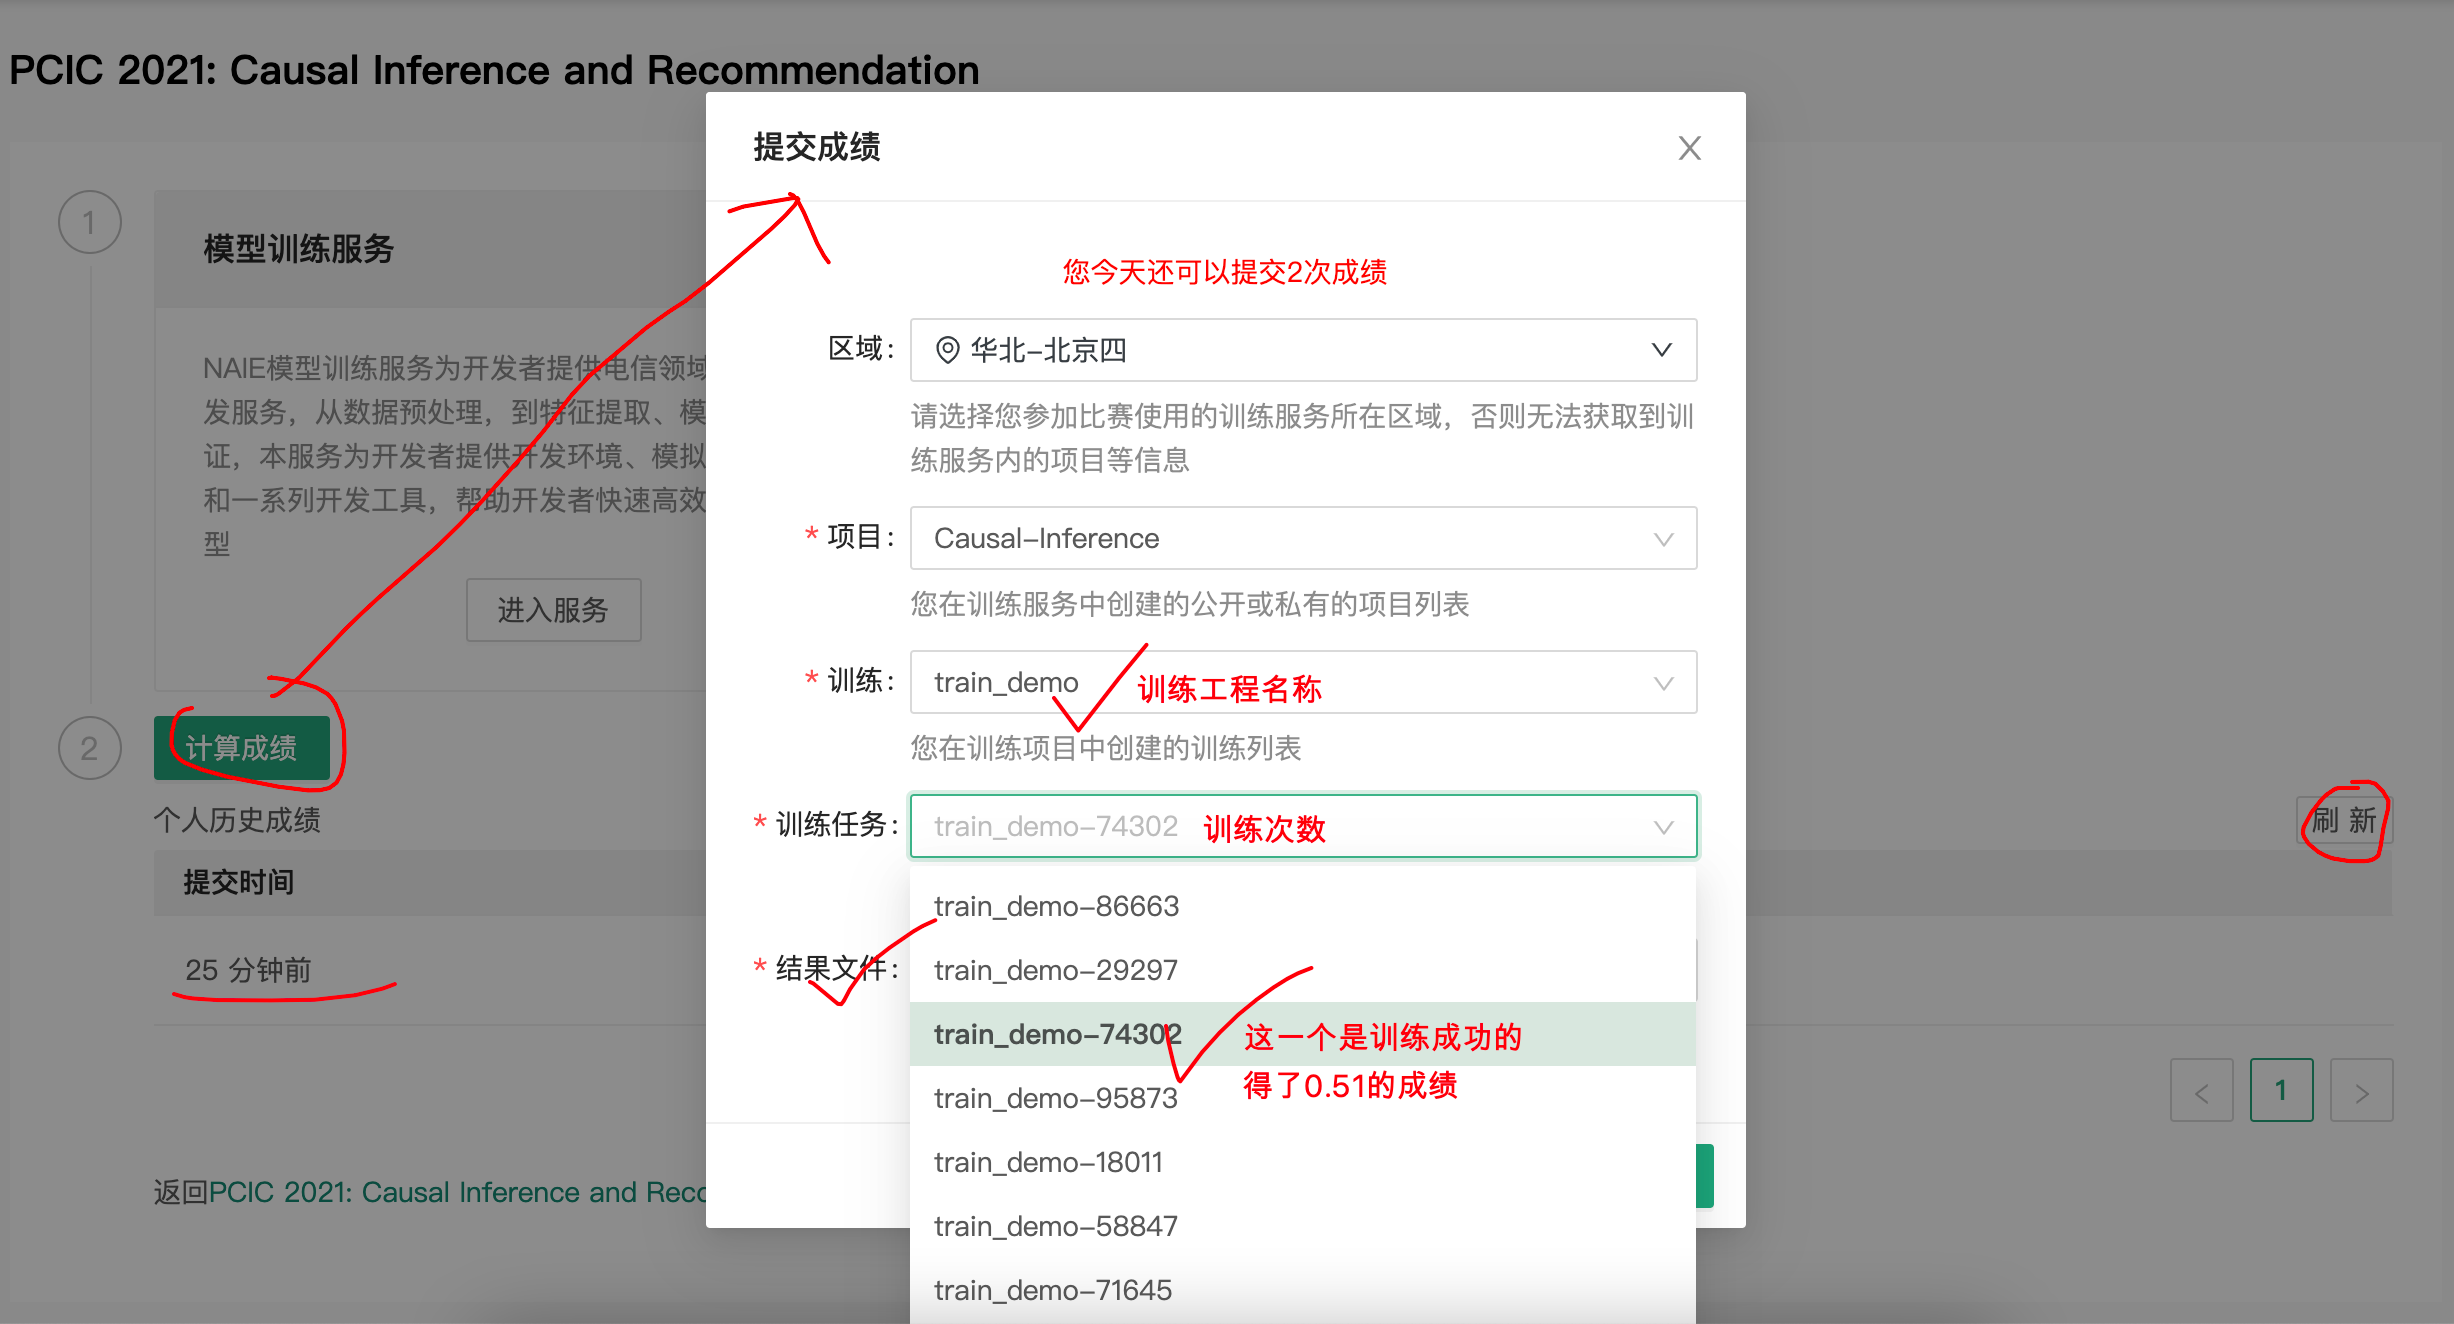 PCIC 2021: Causal Inference and Recommendation
1
模型训练服务
NAIE模型训练服务为开发者提供电信领域
发服务，从数据预处理，到特征提取、模
证，本服务为开发者提供开发环境、模拟
和一系列开发工具，帮助开发者快速高效
型
进入服务
2
计算成绩
个人历史成绩
刷 新
提交时间
25 分钟前
< 1 >
返回PCIC 2021: Causal Inference and Reco
提交成绩
X
您今天还可以提交2次成绩
区域：
华北-北京四
请选择您参加比赛使用的训练服务所在区域，否则无法获取到训
练服务内的项目等信息
* 项目：
Causal-Inference
您在训练服务中创建的公开或私有的项目列表
* 训练：
train_demo
训练工程名称
您在训练项目中创建的训练列表
* 训练任务：
train_demo-74302
训练次数
* 结果文件：
train_demo-86663
train_demo-29297
train_demo-74302
这一个是训练成功的
得了0.51的成绩
train_demo-95873
train_demo-18011
train_demo-58847
train_demo-71645